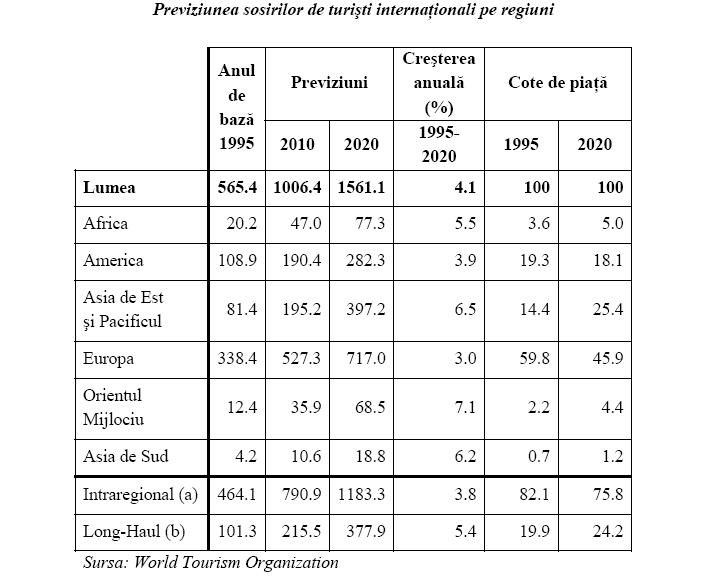 Previziunea sosirilor de turişti internaţionali pe regiuni
Anul de bază 1995 Previziuni Creşterea anuală (%) Cote de piaţă
2010 2020 1995-2020 1995 2020
Lumea 565.4 1006.4 1561.1 4.1 100 100
Africa 20.2 47.0 77.3 5.5 3.6 5.0
America 108.9 190.4 282.3 3.9 19.3 18.1
Asia de Est şi Pacificul 81.4 195.2 397.2 6.5 14.4 25.4
Europa 338.4 527.3 717.0 3.0 59.8 45.9
Orientul Mijlociu 12.4 35.9 68.5 7.1 2.2 4.4
Asia de Sud 4.2 10.6 18.8 6.2 0.7 1.2
Intraregional (a) 464.1 790.9 1183.3 3.8 82.1 75.8
Long-Haul (b) 101.3 215.5 377.9 5.4 19.9 24.2
Sursa: World Tourism Organization